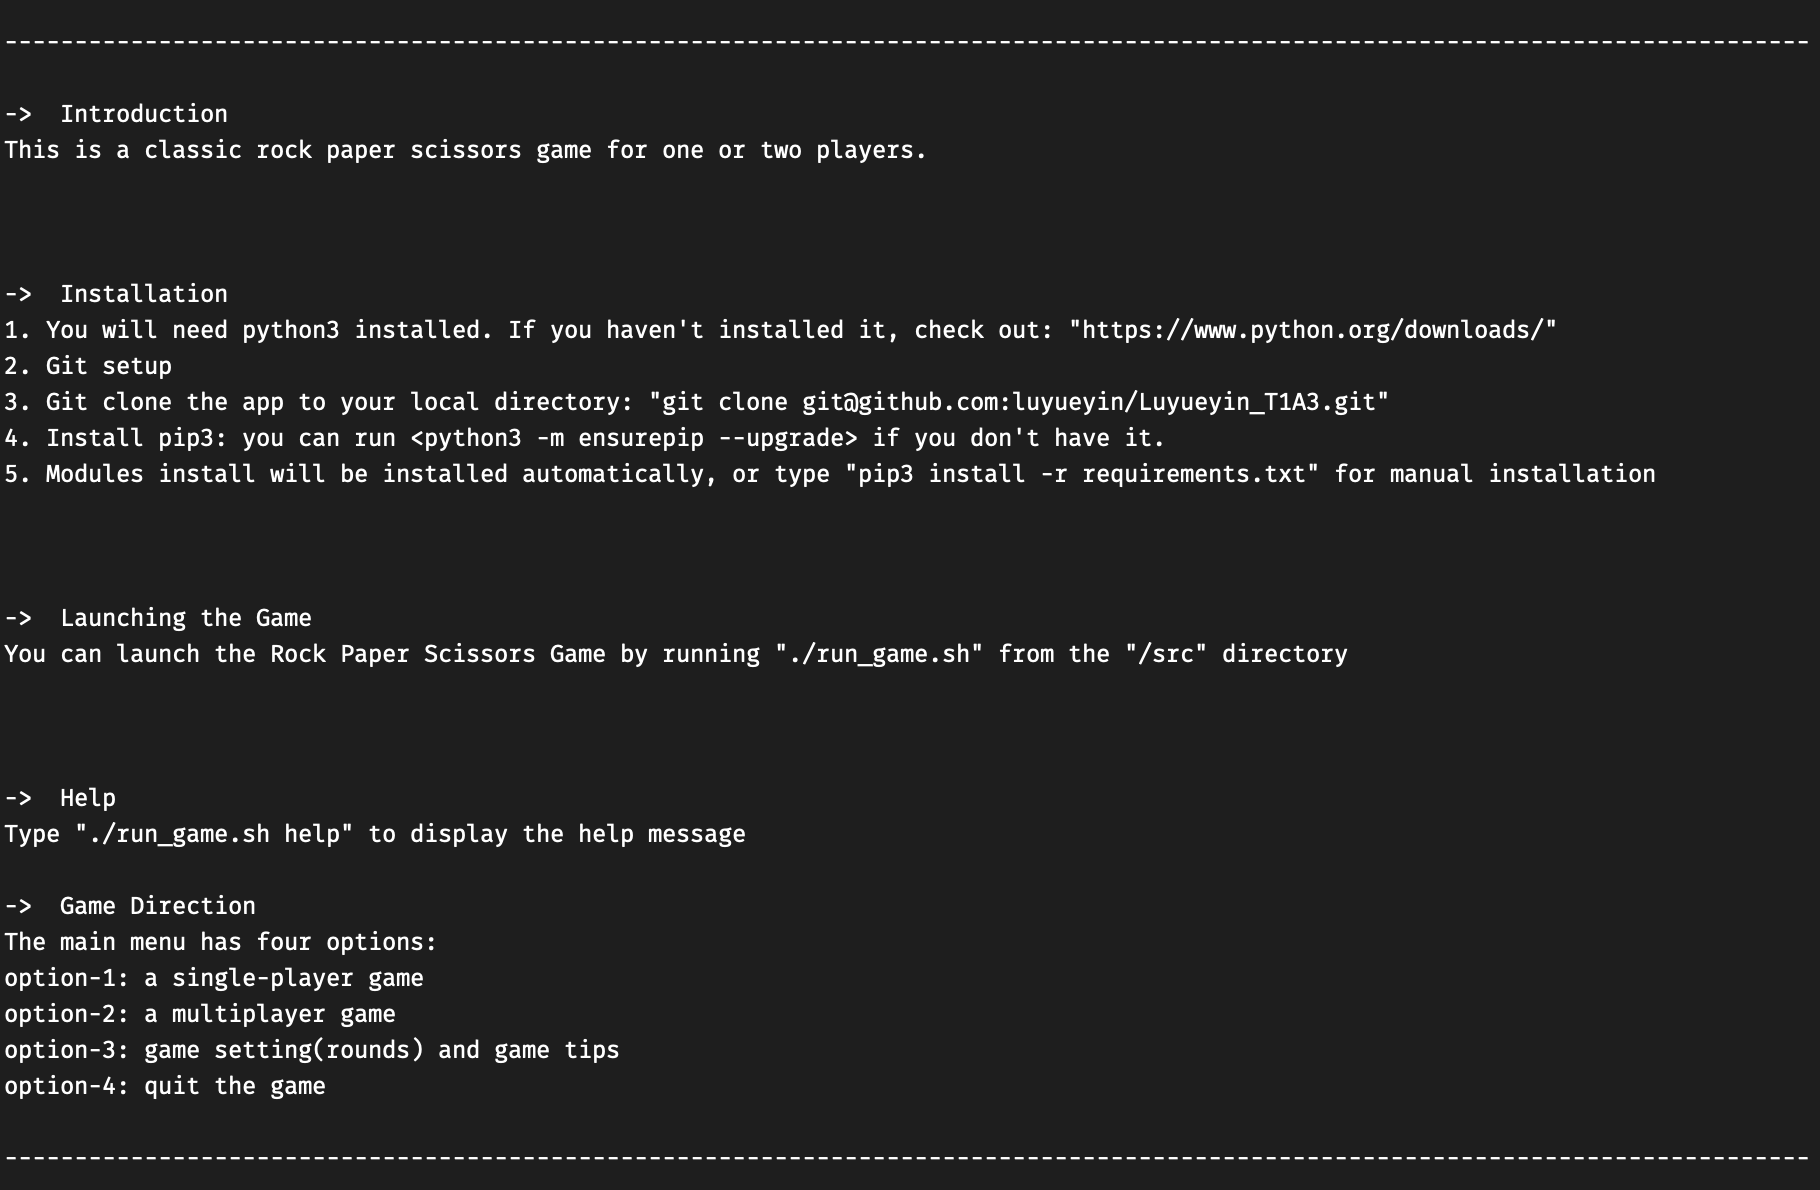 ---------------------------------------------------------------------------------------------------------------------------------
->  Introduction
This is a classic rock paper scissors game for one or two players.
->  Installation
1. You will need python3 installed. If you haven't installed it, check out: "https://www.python.org/downloads/"
2. Git setup
3. Git clone the app to your local directory: "git clone git@github.com:luyueyin/Luyueyin_T1A3.git"
4. Install pip3: you can run <python3 -m ensurepip --upgrade> if you don't have it.
5. Modules install will be installed automatically, or type "pip3 install -r requirements.txt" for manual installation
->  Launching the Game
You can launch the Rock Paper Scissors Game by running "./run_game.sh" from the "/src" directory
->  Help
Type "./run_game.sh help" to display the help message
->  Game Direction
The main menu has four options:
option-1: a single-player game
option-2: a multiplayer game
option-3: game setting(rounds) and game tips
option-4: quit the game
---------------------------------------------------------------------------------------------------------------------------------